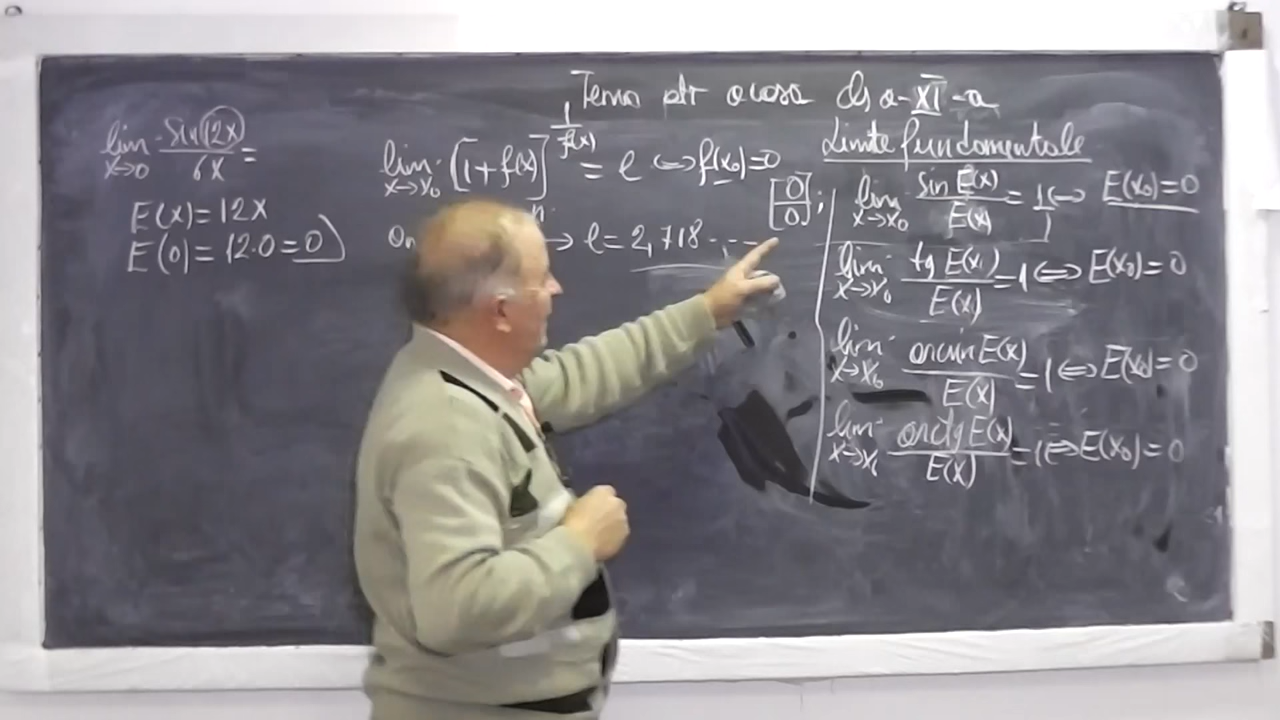 Tema ptr acasa cls a-XI-a
lim x→0 sin(12x)/6x =
E(x)=12x
E(0)=12·0=0
lim x→x₀ [1+f(x)]^(1/f(x)) = e ⇔ f(x₀)=0
→ e=2,718...
[0/0];
Limite fundamentale
lim x→x₀ sin E(x)/E(x) = 1 ⇔ E(x₀)=0
lim x→x₀ tg E(x)/E(x) = 1 ⇔ E(x₀)=0
lim x→x₀ arcsin E(x)/E(x) = 1 ⇔ E(x₀)=0
lim x→x₀ arctg E(x)/E(x) = 1 ⇔ E(x₀)=0